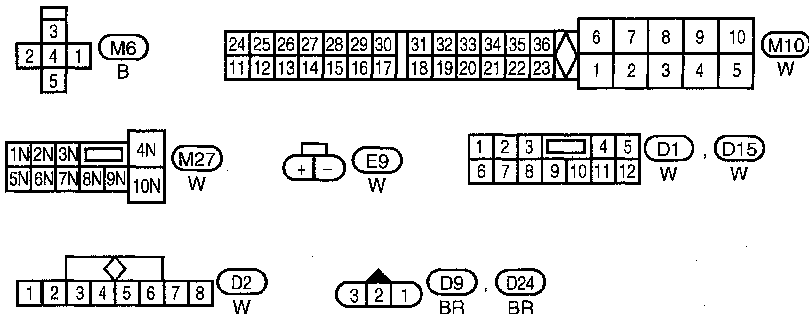 3
2 4 1 M6
5 B
24 25 26 27 28 29 30 31 32 33 34 35 36 6 7 8 9 10 M10
11 12 13 14 15 16 17 18 19 20 21 22 23 1 2 3 4 5 W
1N 2N 3N 4N M27
5N 6N 7N 8N 9N 10N W
+ - E9
W
1 2 3 4 5 D1 , D15
6 7 8 9 10 11 12 W W
1 2 3 4 5 6 7 8 D2
W
3 2 1 D9 , D24
BR BR